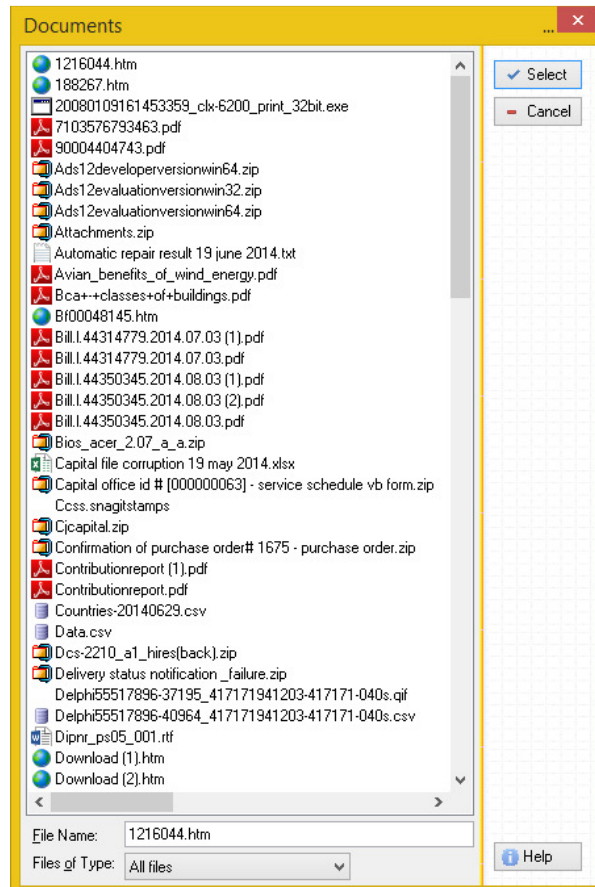 Documents
...
1216044.htm
188267.htm
20080109161453359_clx-6200_print_32bit.exe
7103576793463.pdf
90004404743.pdf
Ads12developerversionwin64.zip
Ads12evaluationversionwin32.zip
Ads12evaluationversionwin64.zip
Attachments.zip
Automatic repair result 19 june 2014.txt
Avian_benefits_of_wind_energy.pdf
Bca+-+classes+of+buildings.pdf
Bf00048145.htm
Bill.l.44314779.2014.07.03 (1).pdf
Bill.l.44314779.2014.07.03.pdf
Bill.l.44350345.2014.08.03 (1).pdf
Bill.l.44350345.2014.08.03 (2).pdf
Bill.l.44350345.2014.08.03.pdf
Bios_acer_2.07_a_a.zip
Capital file corruption 19 may 2014.xlsx
Capital office id # [000000063] - service schedule vb form.zip
Ccss.snagitstamps
Cjcapital.zip
Confirmation of purchase order# 1675 - purchase order.zip
Contributionreport (1).pdf
Contributionreport.pdf
Countries-20140629.csv
Data.csv
Dcs-2210_a1_hires(back).zip
Delivery status notification _failure.zip
Delphi55517896-37195_417171941203-417171-040s.qif
Delphi55517896-40964_417171941203-417171-040s.csv
Dipnr_ps05_001.rtf
Download (1).htm
Download (2).htm
File Name: 1216044.htm
Files of Type: All files
Select
Cancel
Help